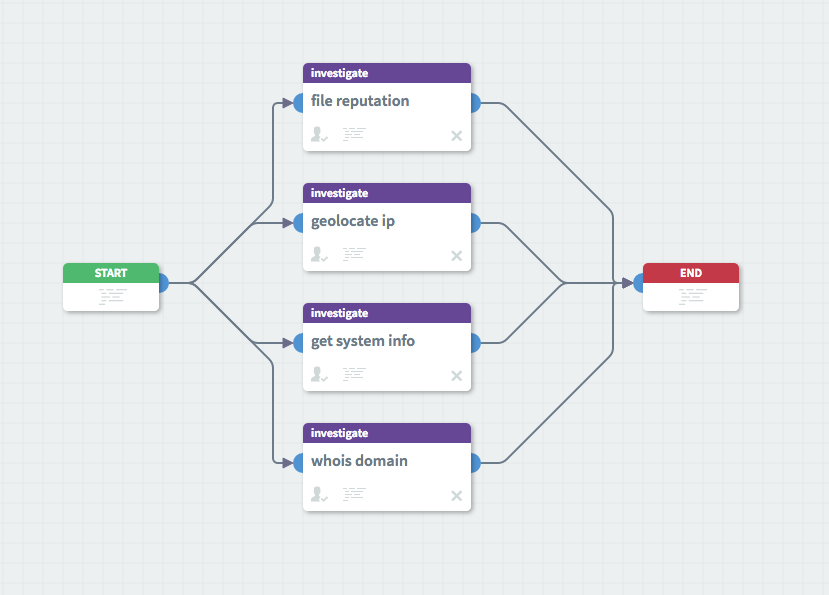 investigate
file reputation
investigate
geolocate ip
START
END
investigate
get system info
investigate
whois domain